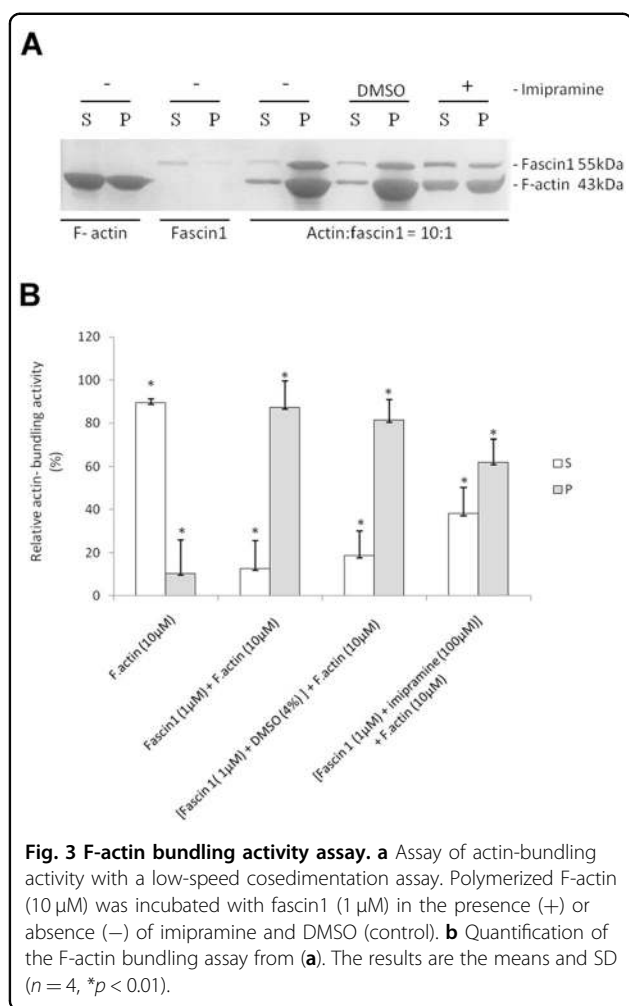 A
- - - DMSO + - Imipramine
S P S P S P S P S P
- Fascin1 55kDa
- F-actin 43kDa
F- actin Fascin1 Actin:fascin1 = 10:1
B
Relative actin- bundling activity
(%)
120
100
80
60
40
20
0
* * * * * * * *
S
P
F.actin (10µM)
Fascin1 (1µM) + F.actin (10µM)
[Fascin 1( 1µM) + DMSO (4%) ] + F.actin (10µM)
[Fascin 1 (1µM) + imipramine (100µM)]
+ F.actin (10µM)
Fig. 3 F-actin bundling activity assay. a Assay of actin-bundling
activity with a low-speed cosedimentation assay. Polymerized F-actin
(10 µM) was incubated with fascin1 (1 µM) in the presence (+) or
absence (−) of imipramine and DMSO (control). b Quantification of
the F-actin bundling assay from (a). The results are the means and SD
(n = 4, *p < 0.01).